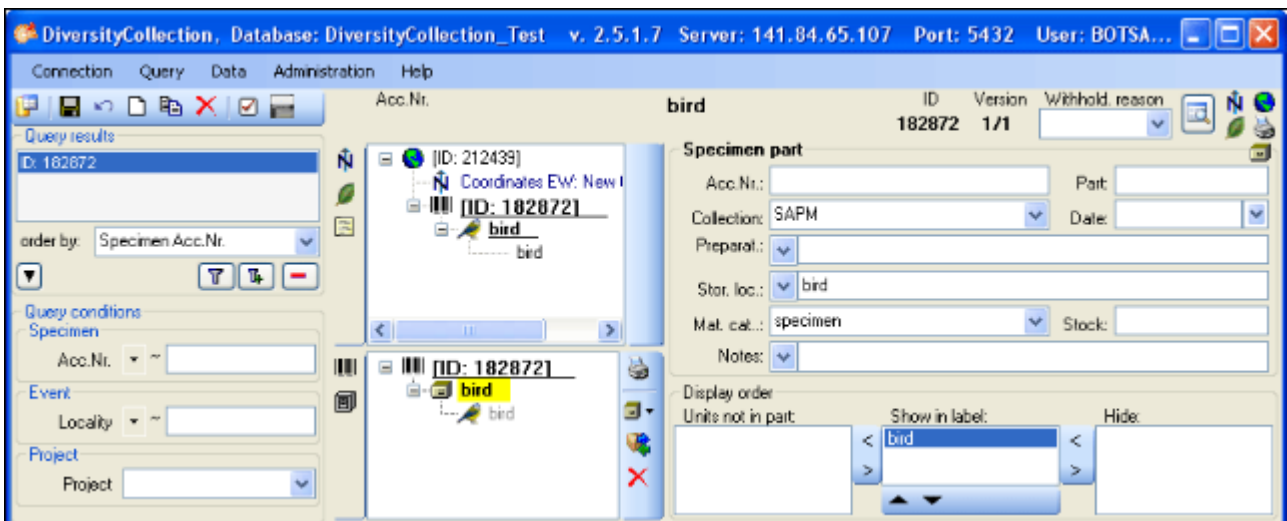 DiversityCollection, Database: DiversityCollection_Test v. 2.5.1.7 Server: 141.84.65.107 Port: 5432 User: BOTSA...
Connection Query Data Administration Help
Acc.Nr. bird ID Version Withhold. reason
182872 1/1
Query results
ID: 182872
order by: Specimen Acc.Nr.
Query conditions
Specimen
Acc.Nr. ~
Event
Locality ~
Project
Project
[ID: 212439]
Coordinates EW: New
[ID: 182872]
bird
bird
[ID: 182872]
bird
bird
Specimen part
Acc.Nr.: Part:
Collection: SAPM Date:
Preparat.:
Stor. loc.: bird
Mat. cat..: specimen Stock:
Notes:
Display order
Units not in part: Show in label: Hide:
< bird <
> >